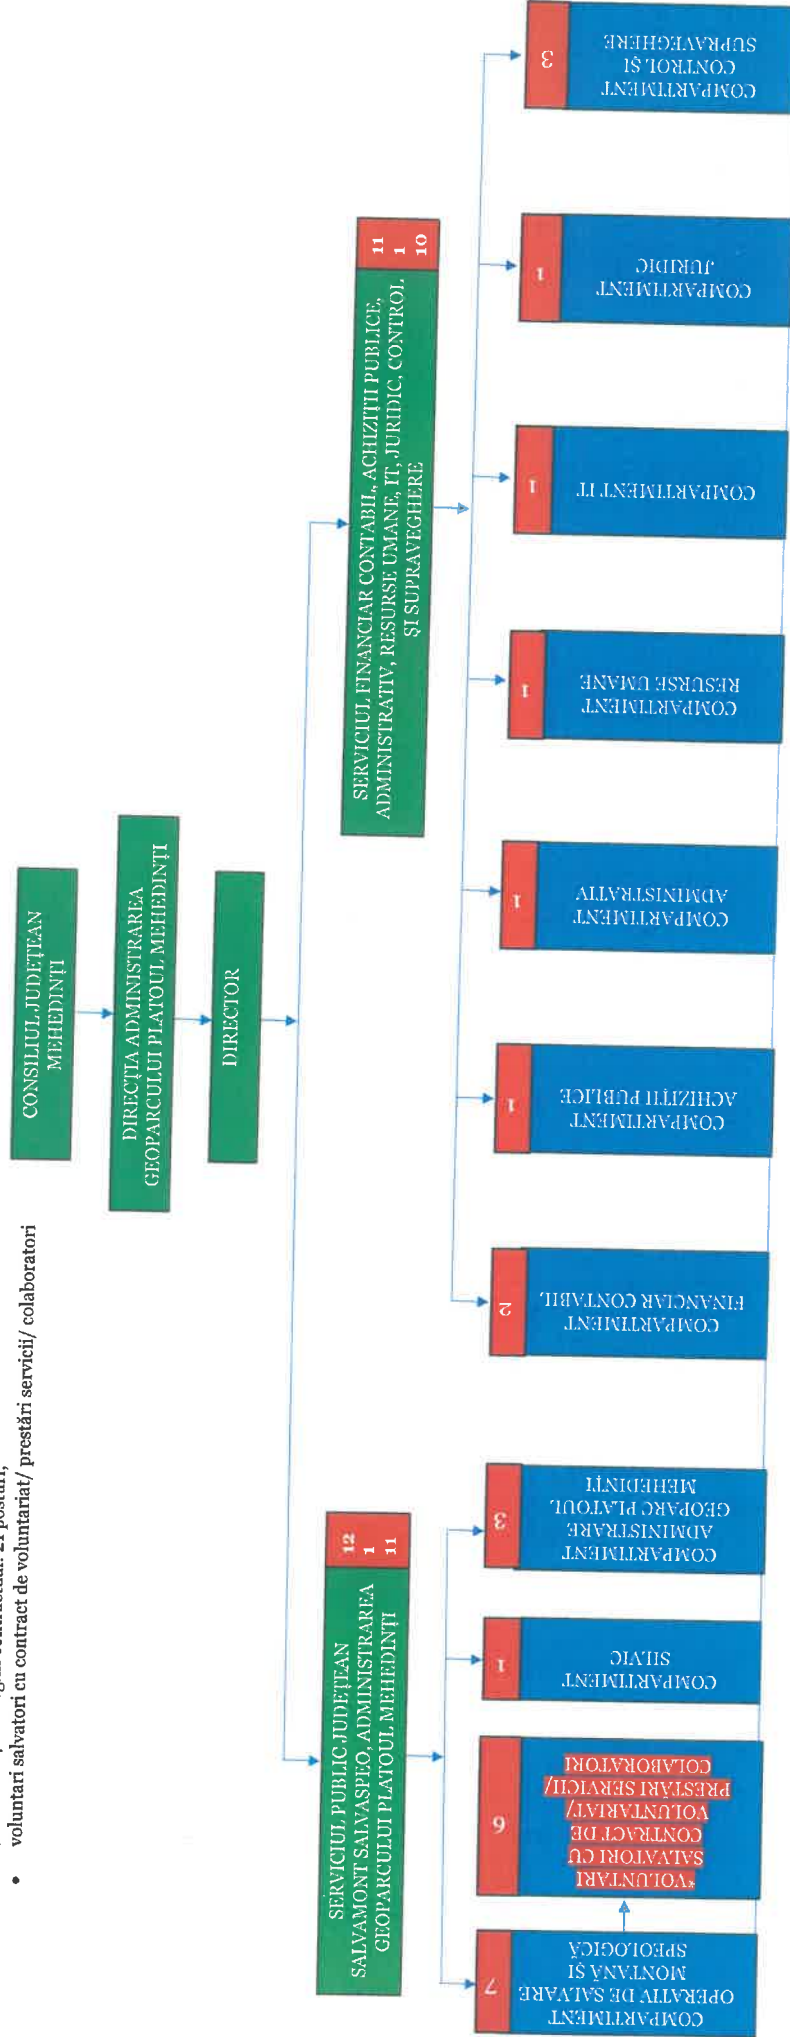 voluntari salvatori cu contract de voluntariat/ prestări servicii/ colaboratori
CONSILIUL JUDEȚEAN
MEHEDINȚI
DIRECȚIA ADMINISTRAREA
GEOPARCULUI PLATOUL MEHEDINȚI
DIRECTOR
SERVICIUL PUBLIC JUDEȚEAN
SALVAMONT SALVASPEO, ADMINISTRAREA
GEOPARCULUI PLATOUL MEHEDINȚI
12
1
11
SERVICIUL FINANCIAR CONTABIL, ACHIZIȚII PUBLICE,
ADMINISTRATIV, RESURSE UMANE, IT, JURIDIC, CONTROL
ȘI SUPRAVEGHERE
11
1
10
7
COMPARTIMENT
OPERATIV DE SALVARE
MONTANĂ ȘI
SPEOLOGICĂ
6
*VOLUNTARI
SALVATORI CU
CONTRACT DE
VOLUNTARIAT/
PRESTĂRI SERVICII/
COLABORATORI
1
COMPARTIMENT
SILVIC
3
COMPARTIMENT
ADMINISTRARE
GEOPARC PLATOUL
MEHEDINȚI
2
COMPARTIMENT
FINANCIAR CONTABIL
1
COMPARTIMENT
ACHIZIȚII PUBLICE
1
COMPARTIMENT
ADMINISTRATIV
1
COMPARTIMENT
RESURSE UMANE
1
COMPARTIMENT IT
1
COMPARTIMENT
JURIDIC
3
COMPARTIMENT
CONTROL ȘI
SUPRAVEGHERE